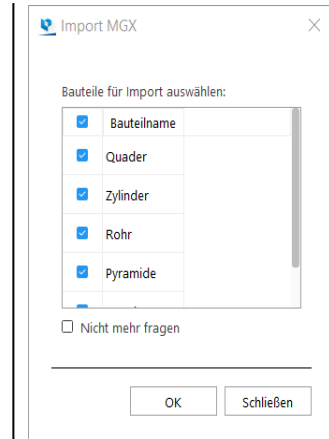 Import MGX
Bauteile für Import auswählen:
Bauteilname
Quader
Zylinder
Rohr
Pyramide
Nicht mehr fragen
OK
Schließen